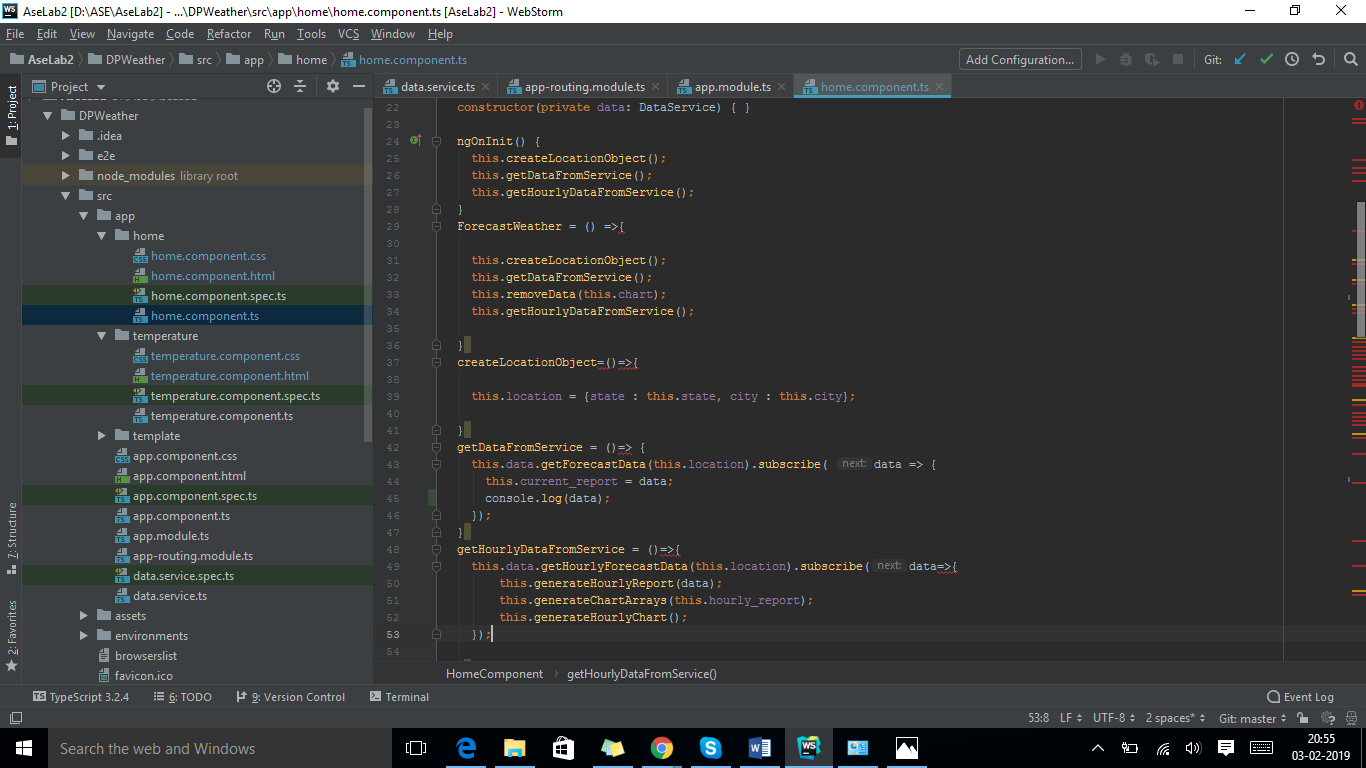 AseLab2 [D:\ASE\AseLab2] - ...\DPWeather\src\app\home\home.component.ts [AseLab2] - WebStorm
File Edit View Navigate Code Refactor Run Tools VCS Window Help
AseLab2 DPWeather src app home home.component.ts Add Configuration... Git:
1: Project
Project
data.service.ts app-routing.module.ts app.module.ts home.component.ts
DPWeather
.idea
e2e
node_modules library root
src
app
home
home.component.css
home.component.html
home.component.spec.ts
home.component.ts
temperature
temperature.component.css
temperature.component.html
temperature.component.spec.ts
temperature.component.ts
template
app.component.css
app.component.html
app.component.spec.ts
app.component.ts
app.module.ts
app-routing.module.ts
data.service.spec.ts
data.service.ts
assets
environments
browserslist
favicon.ico
7: Structure
2: Favorites
22 constructor(private data: DataService) { }
23
24 ngOnInit() {
25 this.createLocationObject();
26 this.getDataFromService();
27 this.getHourlyDataFromService();
28 }
29 ForecastWeather = () =>{
30
31 this.createLocationObject();
32 this.getDataFromService();
33 this.removeData(this.chart);
34 this.getHourlyDataFromService();
35
36 }
37 createLocationObject=()=>{
38
39 this.location = {state : this.state, city : this.city};
40
41 }
42 getDataFromService = ()=> {
43 this.data.getForecastData(this.location).subscribe( next: data => {
44 this.current_report = data;
45 console.log(data);
46 });
47 }
48 getHourlyDataFromService = ()=>{
49 this.data.getHourlyForecastData(this.location).subscribe( next: data=>{
50 this.generateHourlyReport(data);
51 this.generateChartArrays(this.hourly_report);
52 this.generateHourlyChart();
53 });
54
HomeComponent › getHourlyDataFromService()
TypeScript 3.2.4 6: TODO 9: Version Control Terminal Event Log
53:8 LF UTF-8 2 spaces* Git: master
Search the web and Windows
20:55
03-02-2019